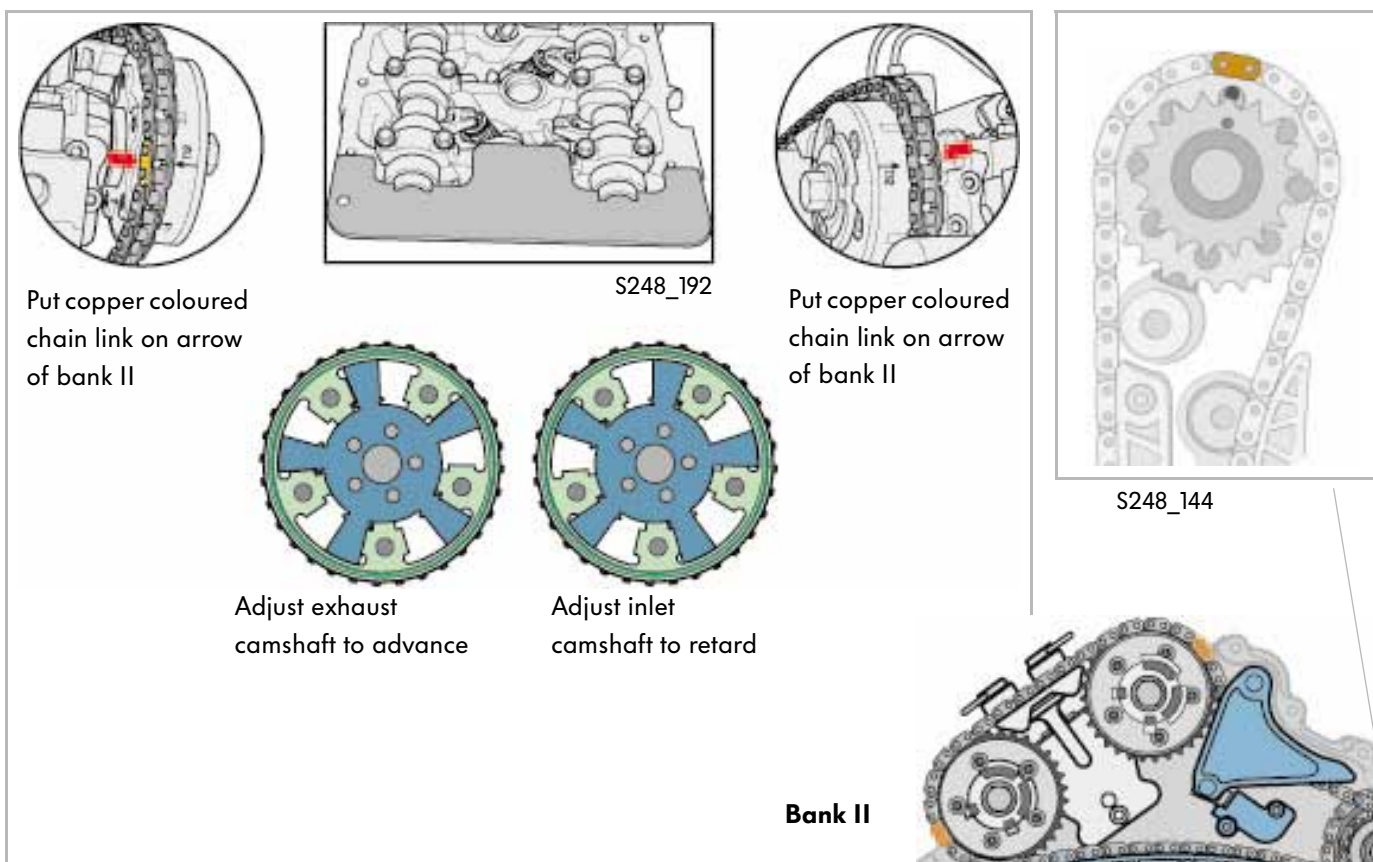 Put copper coloured
chain link on arrow
of bank II
S248_192
Put copper coloured
chain link on arrow
of bank II
Adjust exhaust
camshaft to advance
Adjust inlet
camshaft to retard
S248_144
Bank II